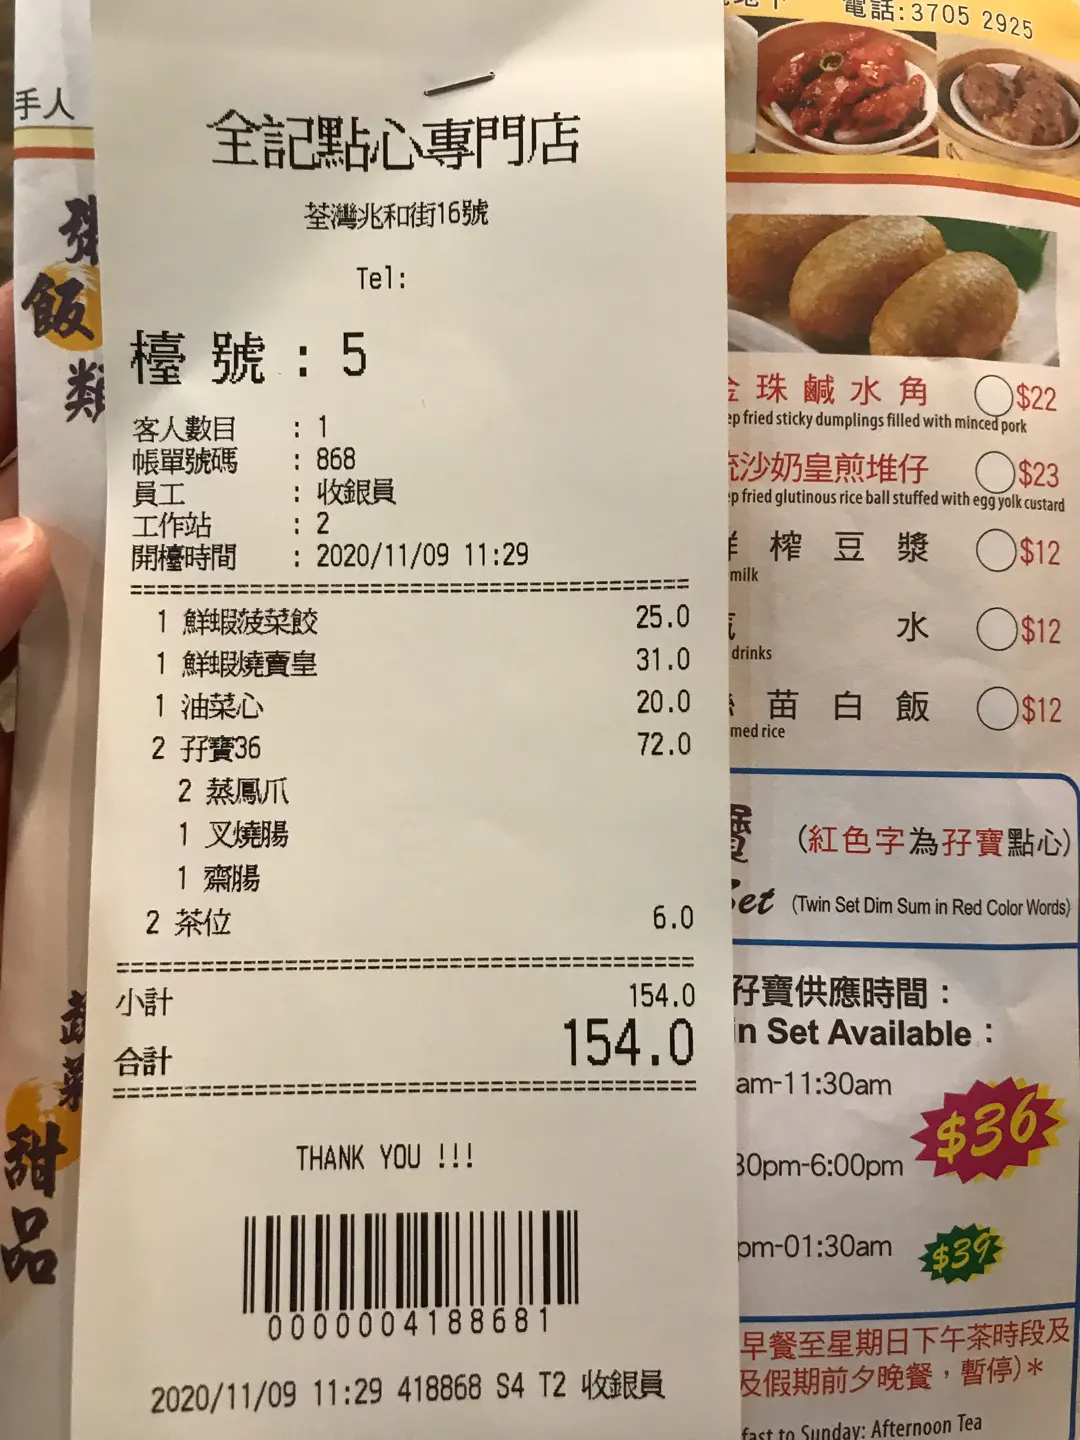 全記點心專門店
荃灣兆和街16號
Tel:
檯 號 : 5
客人數目 : 1
帳單號碼 : 868
員工 : 收銀員
工作站 : 2
開檯時間 : 2020/11/09 11:29
1 鮮蝦菠菜餃 25.0
1 鮮蝦燒賣皇 31.0
1 油菜心 20.0
2 孖寶36 72.0
2 蒸鳳爪
1 叉燒腸
1 齋腸
2 茶位 6.0
小計 154.0
合計 154.0
THANK YOU !!!
0000004188681
2020/11/09 11:29 418868 S4 T2 收銀員
手人
粥
飯
類
蔬
菜
甜
品
電話:3705 2925
金珠鹹水角 $22
fried sticky dumplings filled with minced pork
流沙奶皇煎堆仔 $23
fried glutinous rice ball stuffed with egg yolk custard
鮮榨豆漿 $12
milk
水 $12
drinks
苗白飯 $12
rice
寶 (紅色字為孖寶點心)
Set (Twin Set Dim Sum in Red Color Words)
孖寶供應時間：
Set Available：
am-11:30am
$36
30pm-6:00pm
pm-01:30am
$39
早餐至星期日下午茶時段及
及假期前夕晚餐，暫停)*
to Sunday: Afternoon Tea